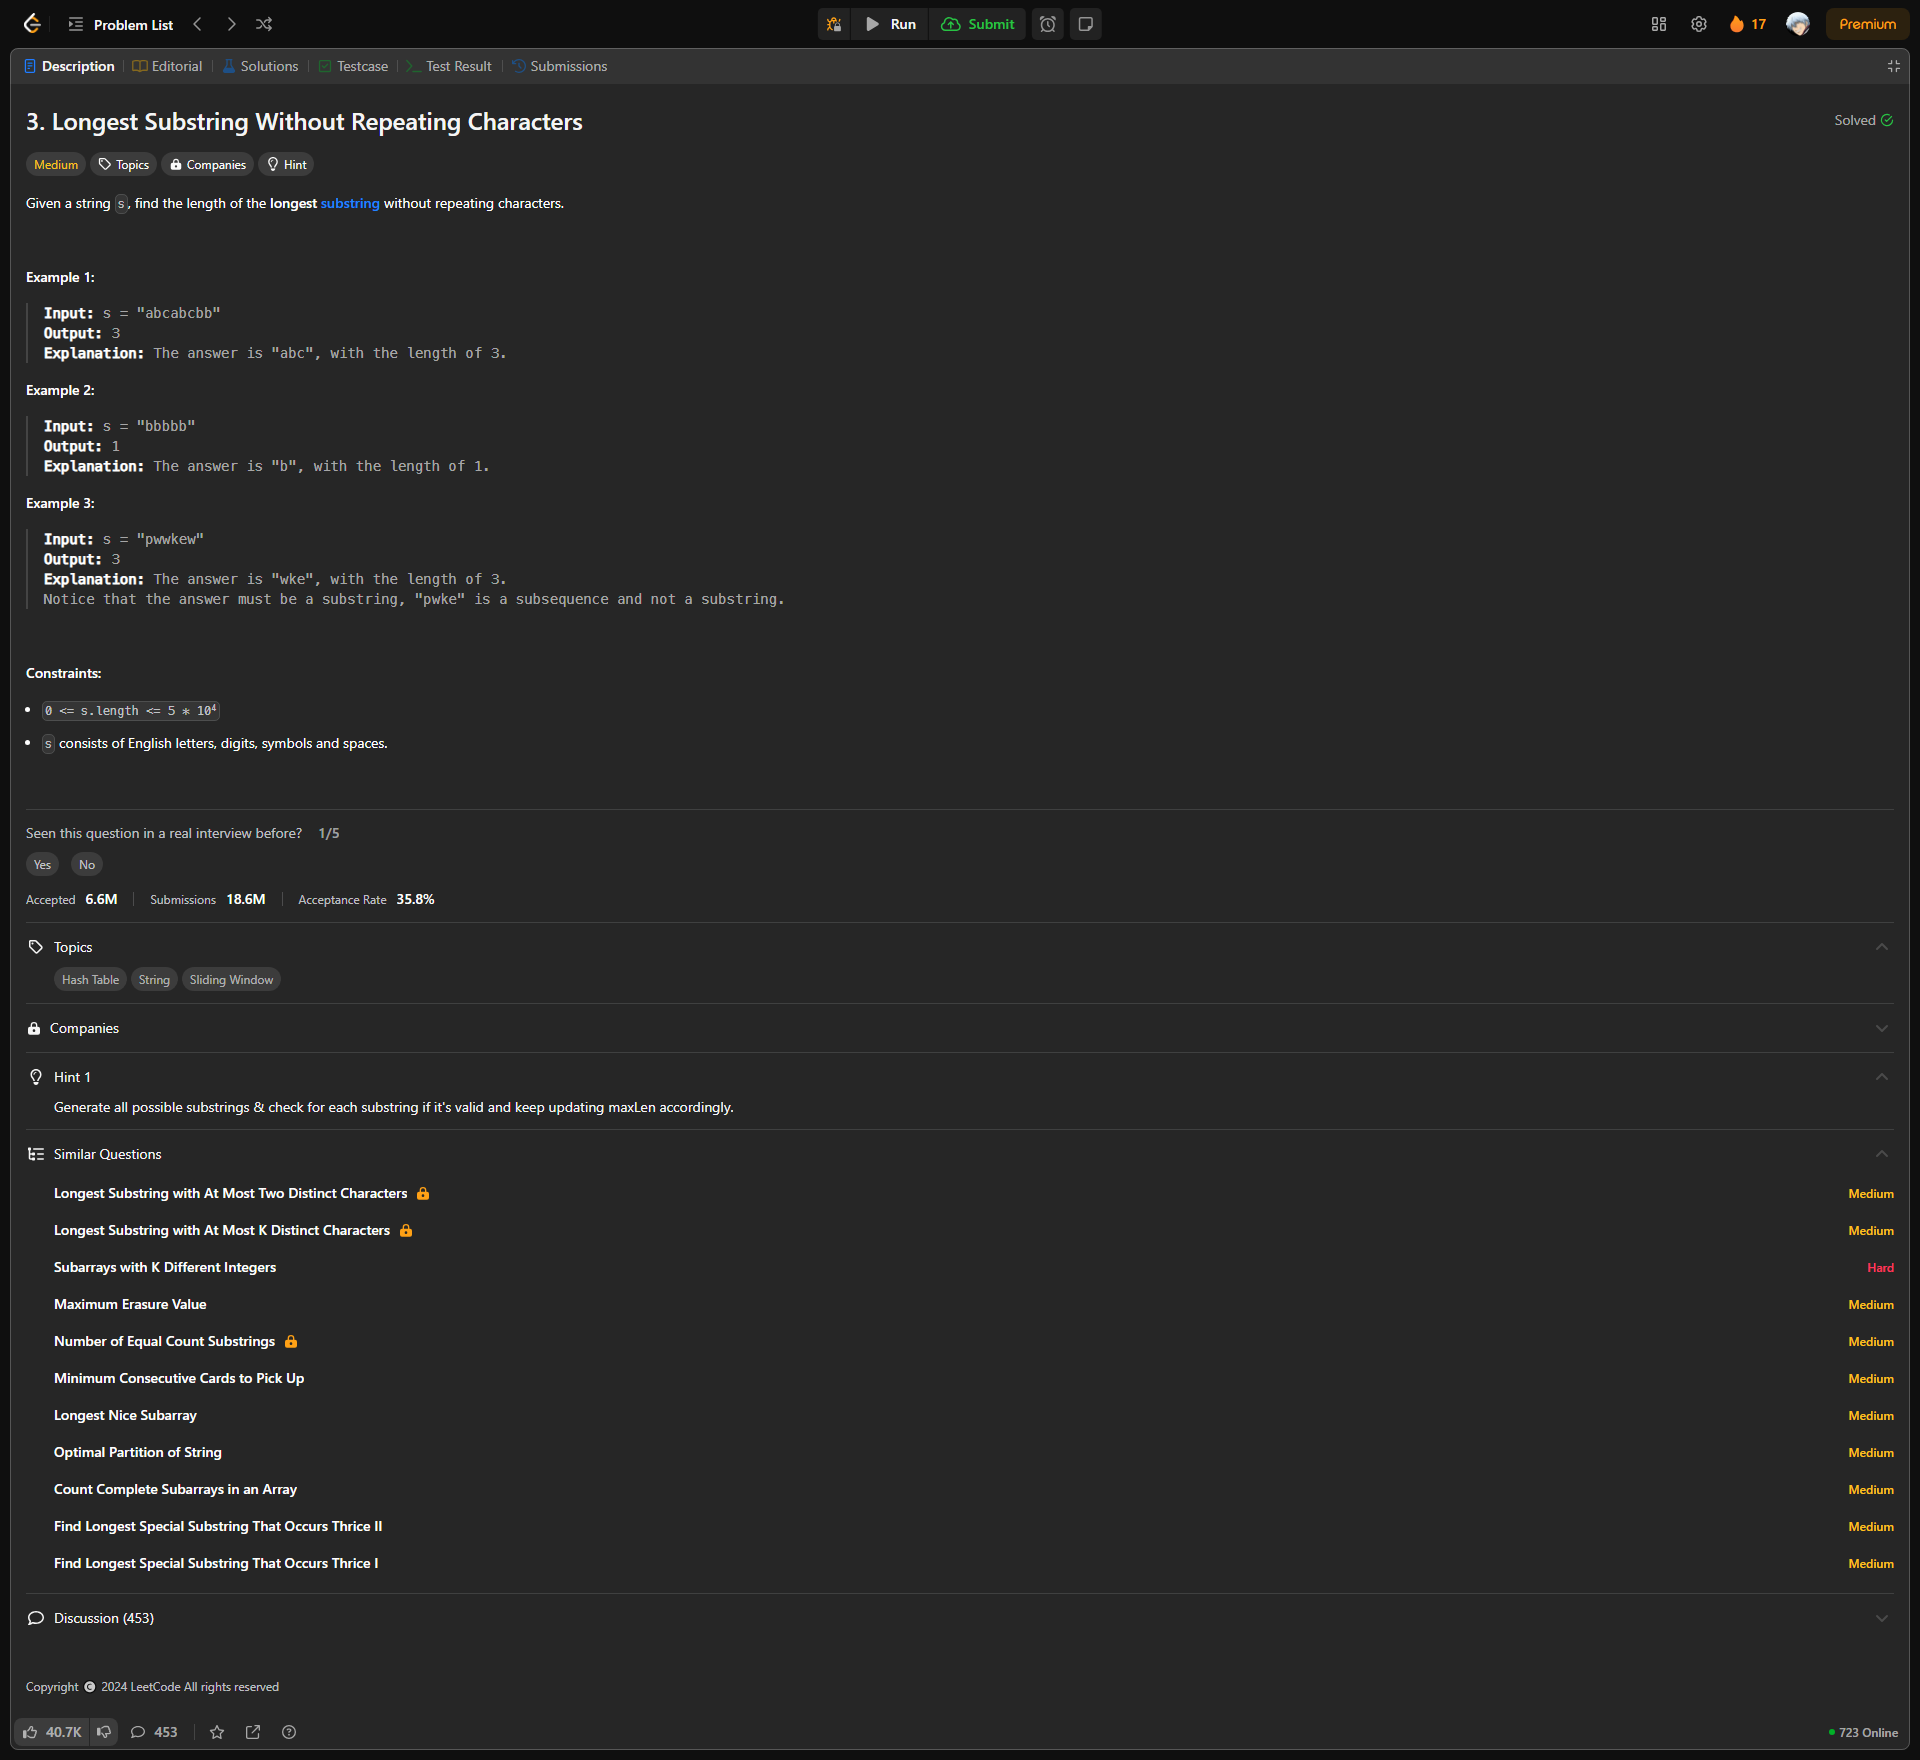 Problem List
Run
Submit
17
Premium
Description
Editorial
Solutions
Testcase
Test Result
Submissions
3. Longest Substring Without Repeating Characters
Solved
Medium
Topics
Companies
Hint
Given a string s, find the length of the longest substring without repeating characters.
Example 1:
Input: s = "abcabcbb"
Output: 3
Explanation: The answer is "abc", with the length of 3.
Example 2:
Input: s = "bbbbb"
Output: 1
Explanation: The answer is "b", with the length of 1.
Example 3:
Input: s = "pwwkew"
Output: 3
Explanation: The answer is "wke", with the length of 3.
Notice that the answer must be a substring, "pwke" is a subsequence and not a substring.
Constraints:
• 0 <= s.length <= 5 * 10⁴
• s consists of English letters, digits, symbols and spaces.
Seen this question in a real interview before? 1/5
Yes No
Accepted 6.6M Submissions 18.6M Acceptance Rate 35.8%
Topics
Hash Table String Sliding Window
Companies
Hint 1
Generate all possible substrings & check for each substring if it's valid and keep updating maxLen accordingly.
Similar Questions
Longest Substring with At Most Two Distinct Characters Medium
Longest Substring with At Most K Distinct Characters Medium
Subarrays with K Different Integers Hard
Maximum Erasure Value Medium
Number of Equal Count Substrings Medium
Minimum Consecutive Cards to Pick Up Medium
Longest Nice Subarray Medium
Optimal Partition of String Medium
Count Complete Subarrays in an Array Medium
Find Longest Special Substring That Occurs Thrice II Medium
Find Longest Special Substring That Occurs Thrice I Medium
Discussion (453)
Copyright © 2024 LeetCode All rights reserved
40.7K 453 723 Online